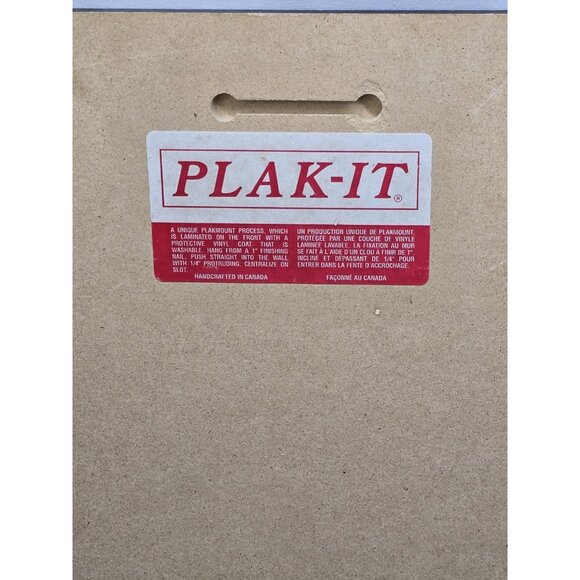 PLAK-IT®
A UNIQUE PLAKMOUNT PROCESS, WHICH
IS LAMINATED ON THE FRONT WITH A
PROTECTIVE VINYL COAT THAT IS
WASHABLE. HANG FROM A 1" FINISHING
NAIL, PUSH STRAIGHT INTO THE WALL
WITH 1/4" PROTRUDING, CENTRALIZE ON
SLOT.
HANDCRAFTED IN CANADA
UN PRODUCTION UNIQUE DE PLAKMOUNT,
PROTEGÉE PAR UNE COUCHE DE VINYLE
LAMINÉE LAVABLE. LA FIXATION AU MUR
SE FAIT A L'AIDE D'UN CLOU À FINIR DE 1"
INCLINE ET DÉPASSANT DE 1/4" POUR
ENTRER DANS LA FENTE D'ACCROCHAGE.
FAÇONNÉ AU CANADA